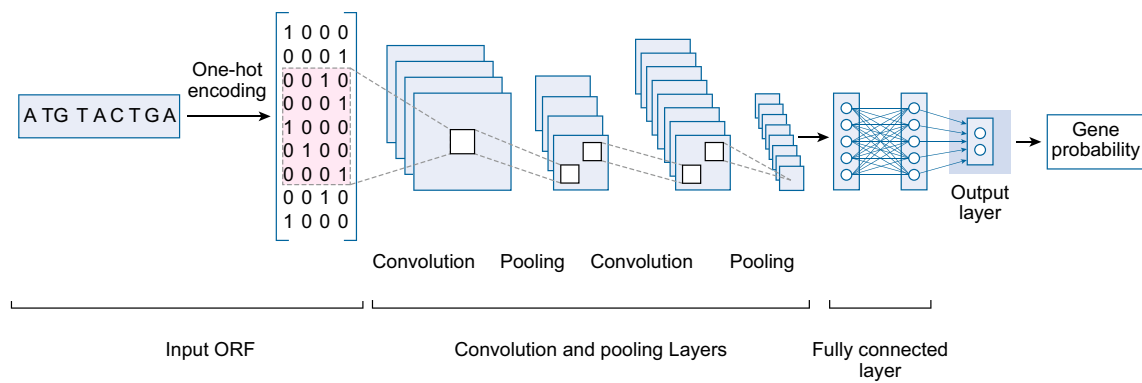 ATGTACTGA
One-hot
encoding
1 0 0 0
0 0 0 1
0 0 1 0
0 0 0 1
1 0 0 0
0 1 0 0
0 0 0 1
0 0 1 0
1 0 0 0
Convolution
Pooling
Convolution
Pooling
Output
layer
Gene
probability
Input ORF
Convolution and pooling Layers
Fully connected
layer